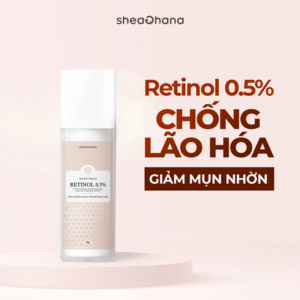 sheaGhana
Retinol 0.5%
CHỐNG
LÃO HÓA
GIẢM MỤN NHỜN
RETINOL 0.5%